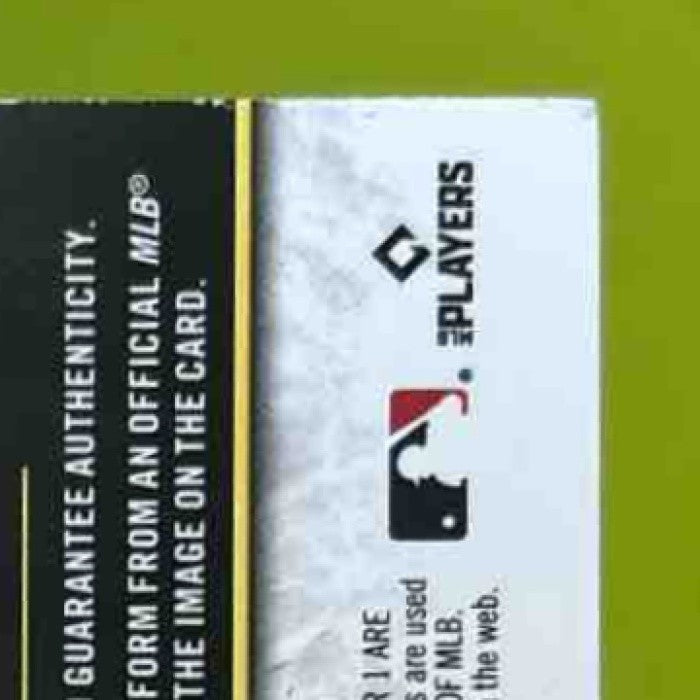 GUARANTEE AUTHENTICITY.
FORM FROM AN OFFICIAL MLB®
THE IMAGE ON THE CARD.
R 1 ARE
s are used
OF MLB.
the web.
PLAYERS